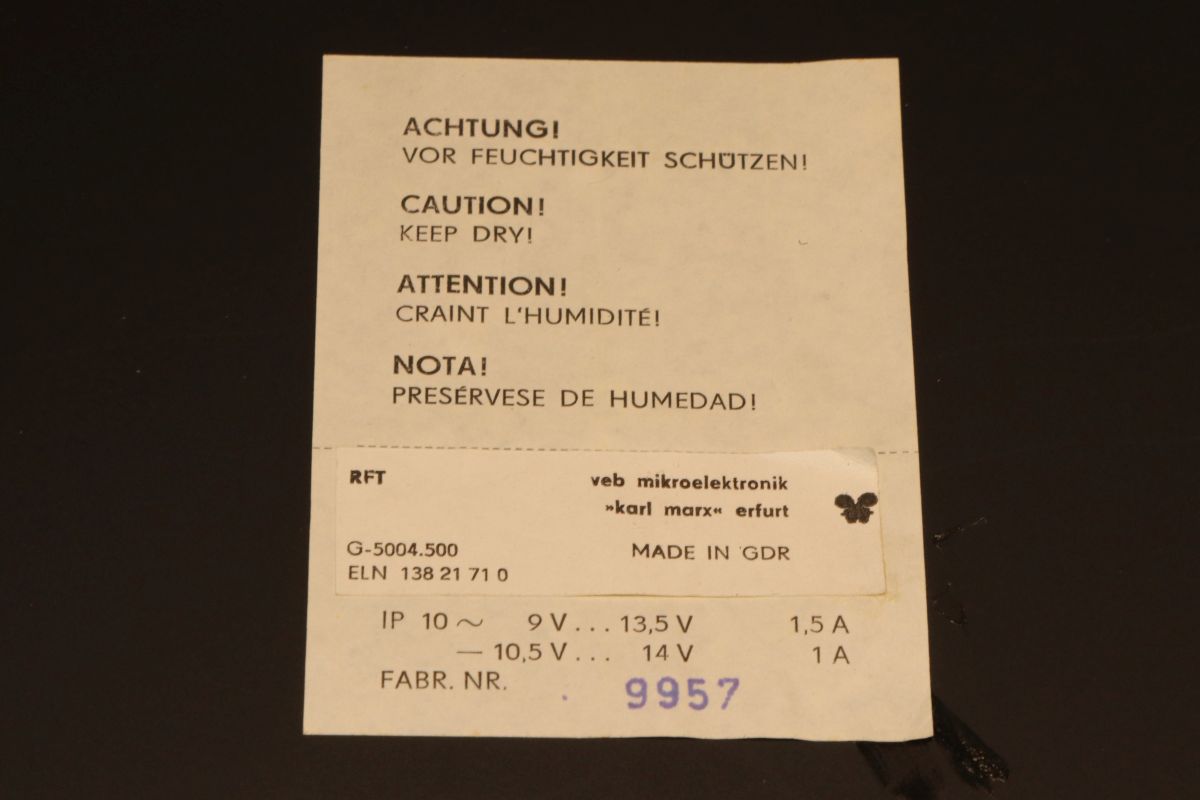 ACHTUNG!
VOR FEUCHTIGKEIT SCHÜTZEN!
CAUTION!
KEEP DRY!
ATTENTION!
CRAINT L'HUMIDITÉ!
NOTA!
PRESÉRVESE DE HUMEDAD!
RFT
veb mikroelektronik
»karl marx« erfurt
G-5004.500 MADE IN GDR
ELN 138 21 71 0
IP 10 ~ 9 V ... 13,5 V 1,5 A
— 10,5 V ... 14 V 1 A
FABR. NR. 9957